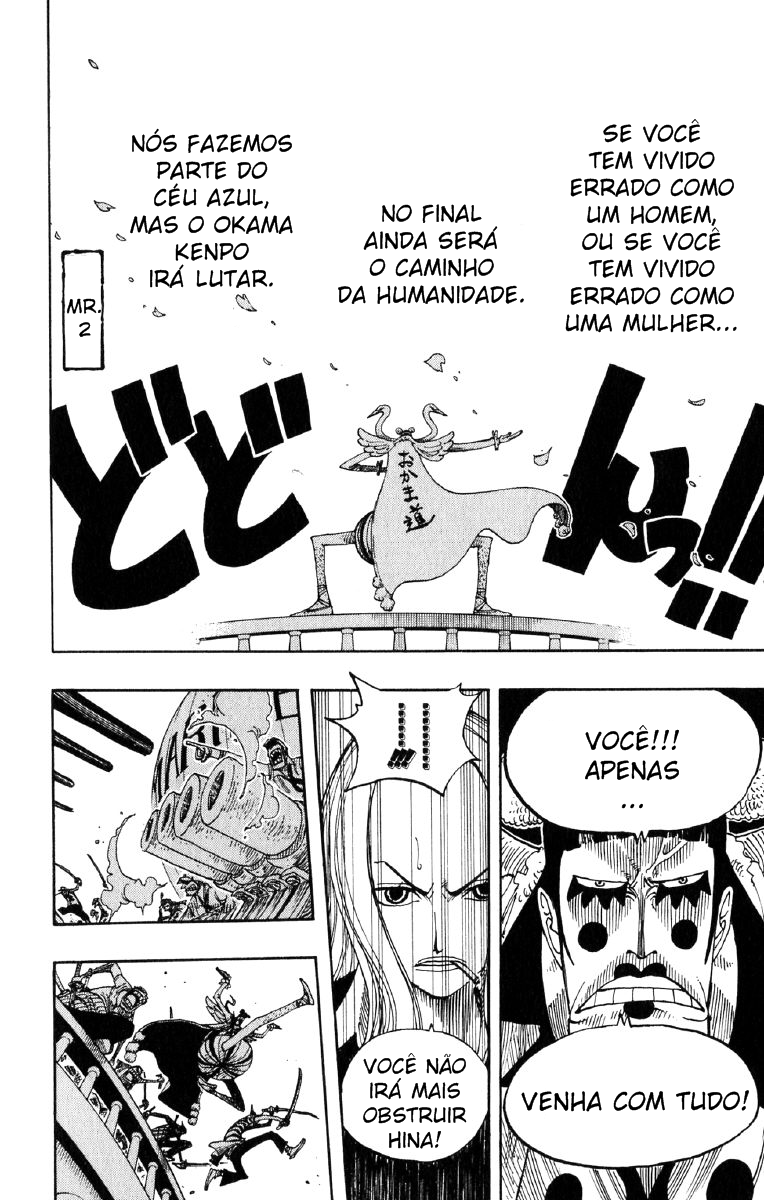 SE VOCÊ
TEM VIVIDO
ERRADO COMO
UM HOMEM,
OU SE VOCÊ
TEM VIVIDO
ERRADO COMO
UMA MULHER...
NO FINAL
AINDA SERÁ
O CAMINHO
DA HUMANIDADE.
NÓS FAZEMOS
PARTE DO
CÉU AZUL,
MAS O OKAMA
KENPO
IRÁ LUTAR.
MR.
2
どどんっ!!
おかま道
VOCÊ!!!
APENAS
...
VENHA COM TUDO!
VOCÊ NÃO
IRÁ MAIS
OBSTRUIR
HINA!